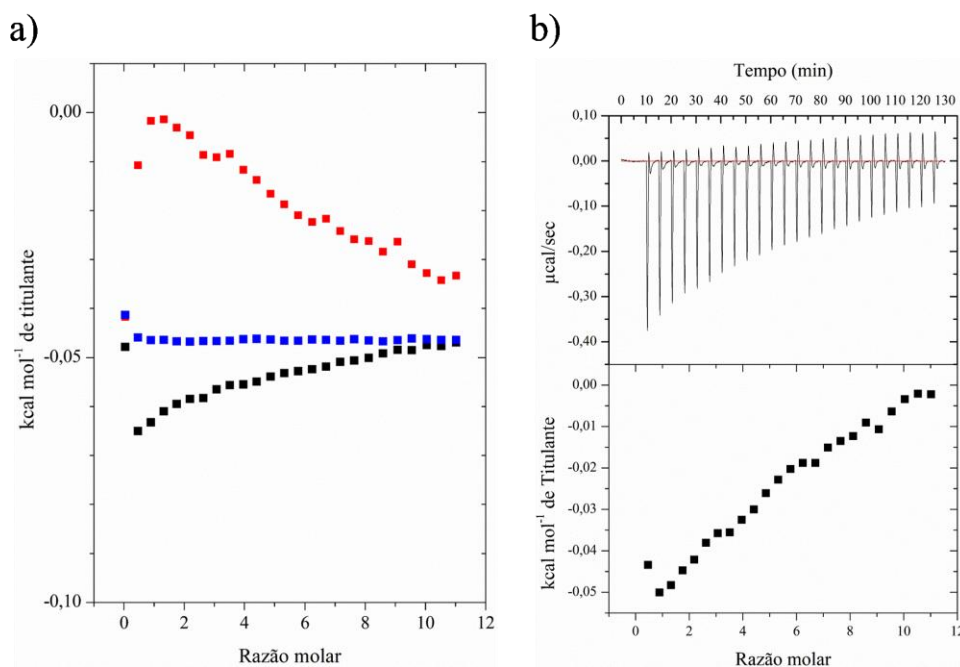 a)
0,00
-0,05
-0,10
kcal mol⁻¹ de titulante
0 2 4 6 8 10 12
Razão molar
b)
Tempo (min)
0 10 20 30 40 50 60 70 80 90 100 110 120 130
0,10
0,00
-0,10
-0,20
-0,30
-0,40
µcal/sec
0,00
-0,01
-0,02
-0,03
-0,04
-0,05
kcal mol⁻¹ de Titulante
0 2 4 6 8 10 12
Razão molar